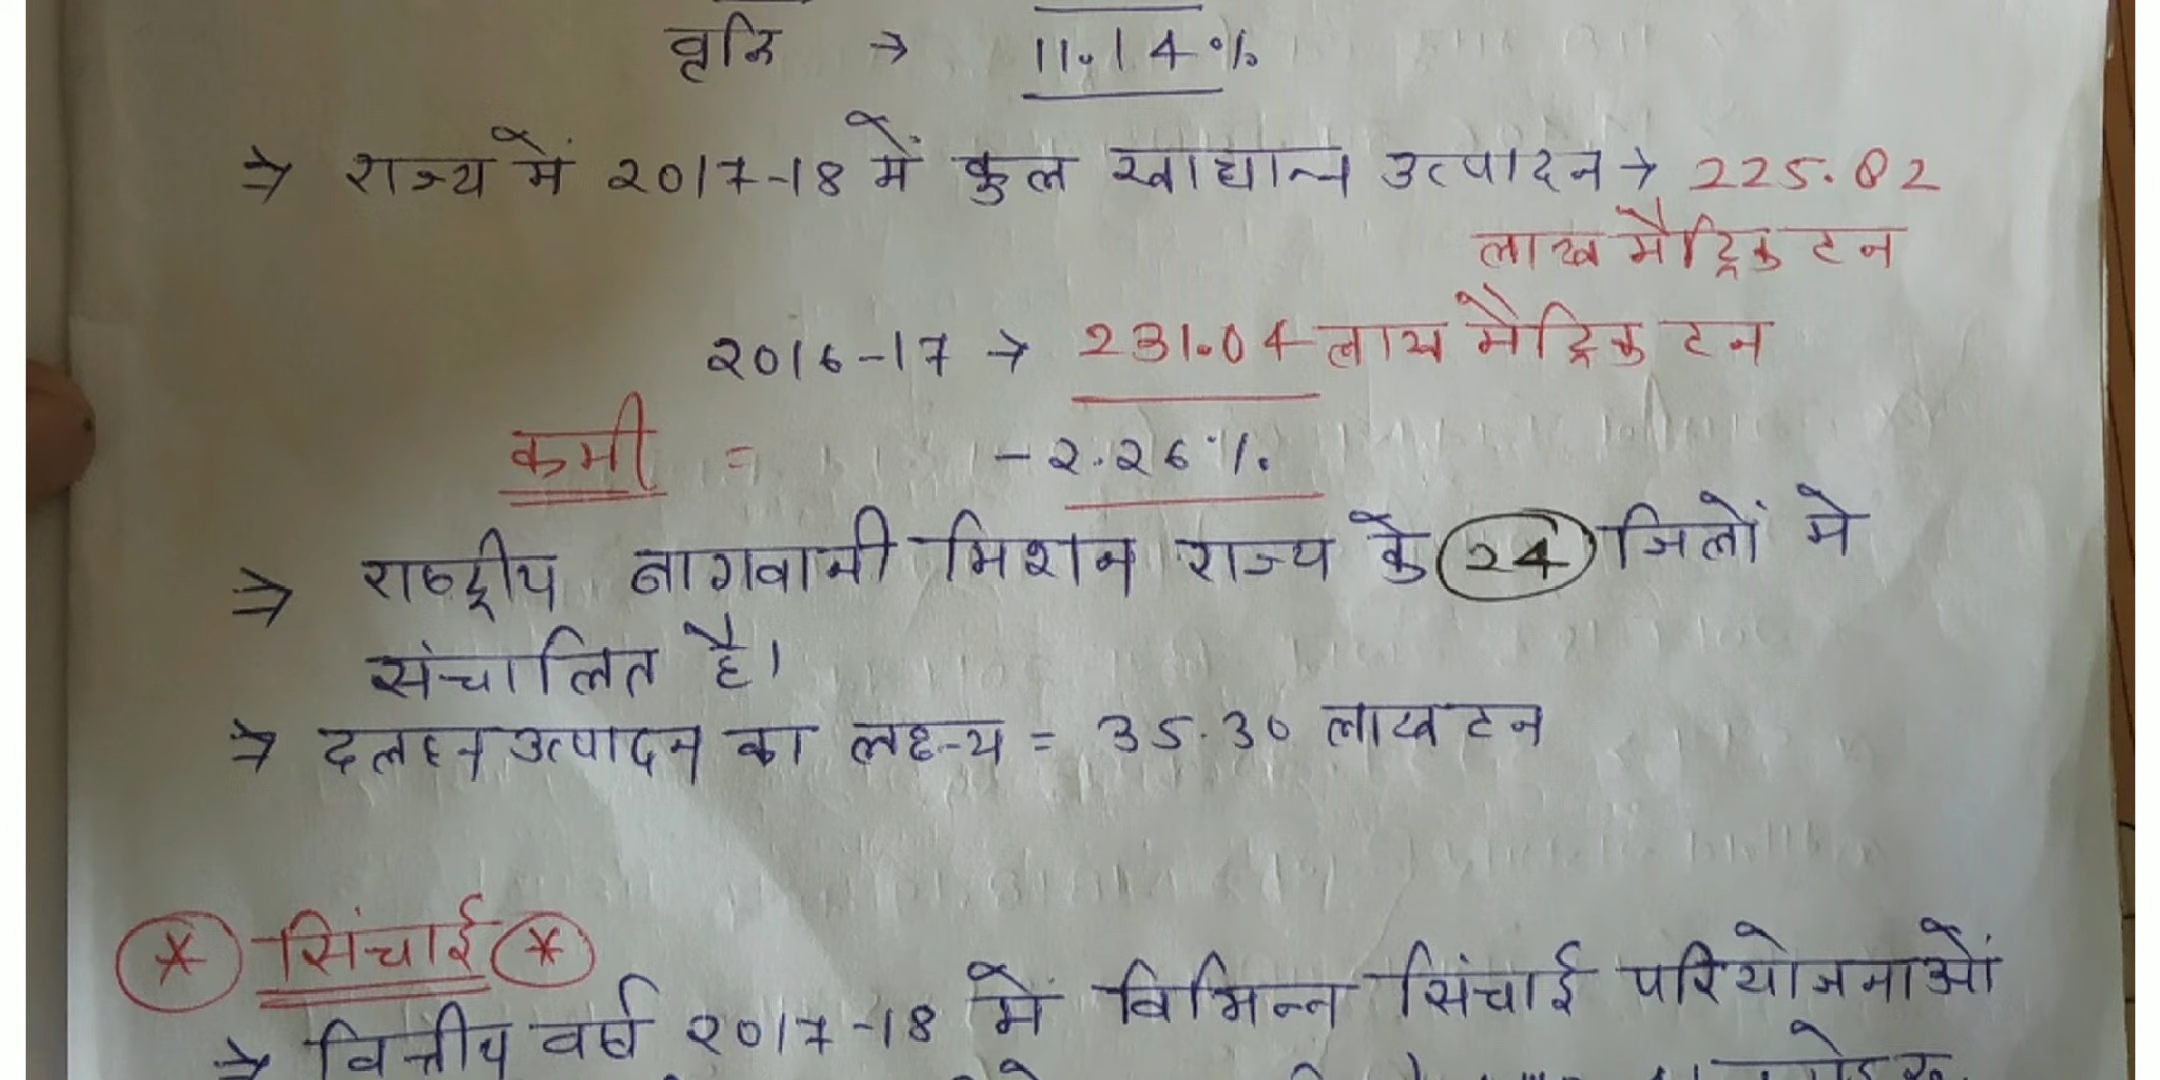 वृद्धि → 11.14%
⇒ राज्य में 2017-18 में कुल खाद्यान्न उत्पादन → 225.82
लाख मैट्रिक टन
2016-17 → 231.04 लाख मैट्रिक टन
कमी = -2.26%
⇒ राष्ट्रीय बागवानी मिशन राज्य के 24 जिलों मे
संचालित है।
⇒ दलहन उत्पादन का लक्ष्य = 35.30 लाख टन
* सिंचाई *
⇒ वित्तीय वर्ष 2017-18 में विभिन्न सिंचाई परियोजनाओं